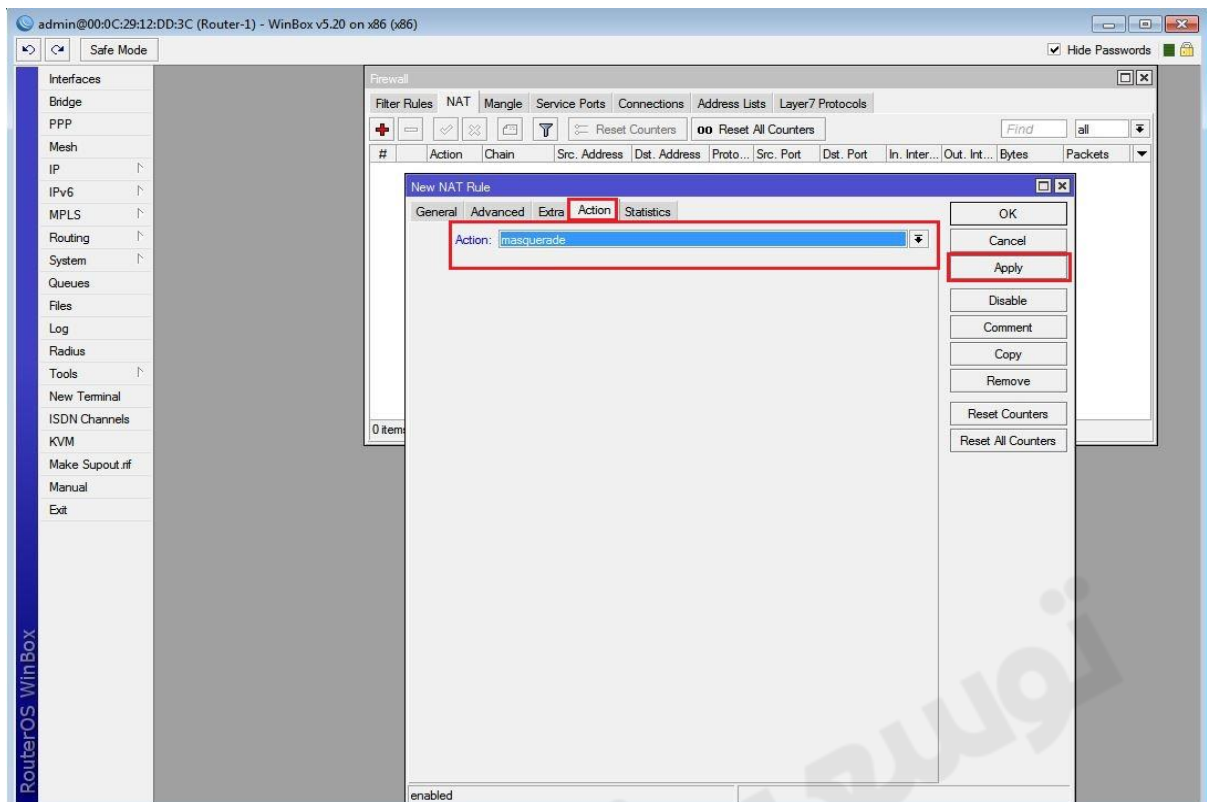 admin@00:0C:29:12:DD:3C (Router-1) - WinBox v5.20 on x86 (x86)
Safe Mode
Hide Passwords
Interfaces
Bridge
PPP
Mesh
IP
IPv6
MPLS
Routing
System
Queues
Files
Log
Radius
Tools
New Terminal
ISDN Channels
KVM
Make Supout.rif
Manual
Exit
RouterOS WinBox
Firewall
Filter Rules NAT Mangle Service Ports Connections Address Lists Layer7 Protocols
Reset Counters 00 Reset All Counters Find all
# Action Chain Src. Address Dst. Address Proto... Src. Port Dst. Port In. Inter... Out. Int... Bytes Packets
0 items
New NAT Rule
General Advanced Extra Action Statistics
Action: masquerade
OK
Cancel
Apply
Disable
Comment
Copy
Remove
Reset Counters
Reset All Counters
enabled